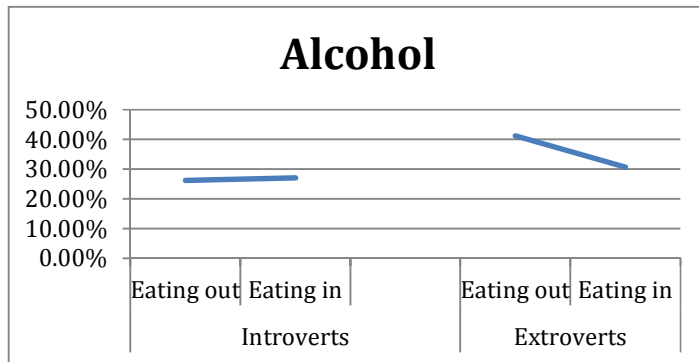 Alcohol
50.00%
40.00%
30.00%
20.00%
10.00%
0.00%
Eating out Eating in Eating out Eating in
Introverts Extroverts